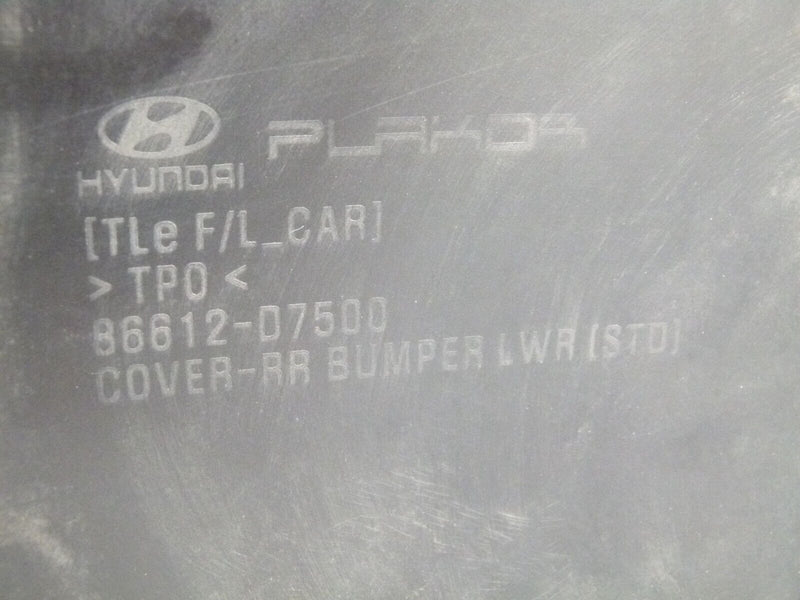 HYUNDAI PLAKOR
[TLe F/L_CAR]
> TPO <
86612-D7500
COVER-RR BUMPER LWR (STD)